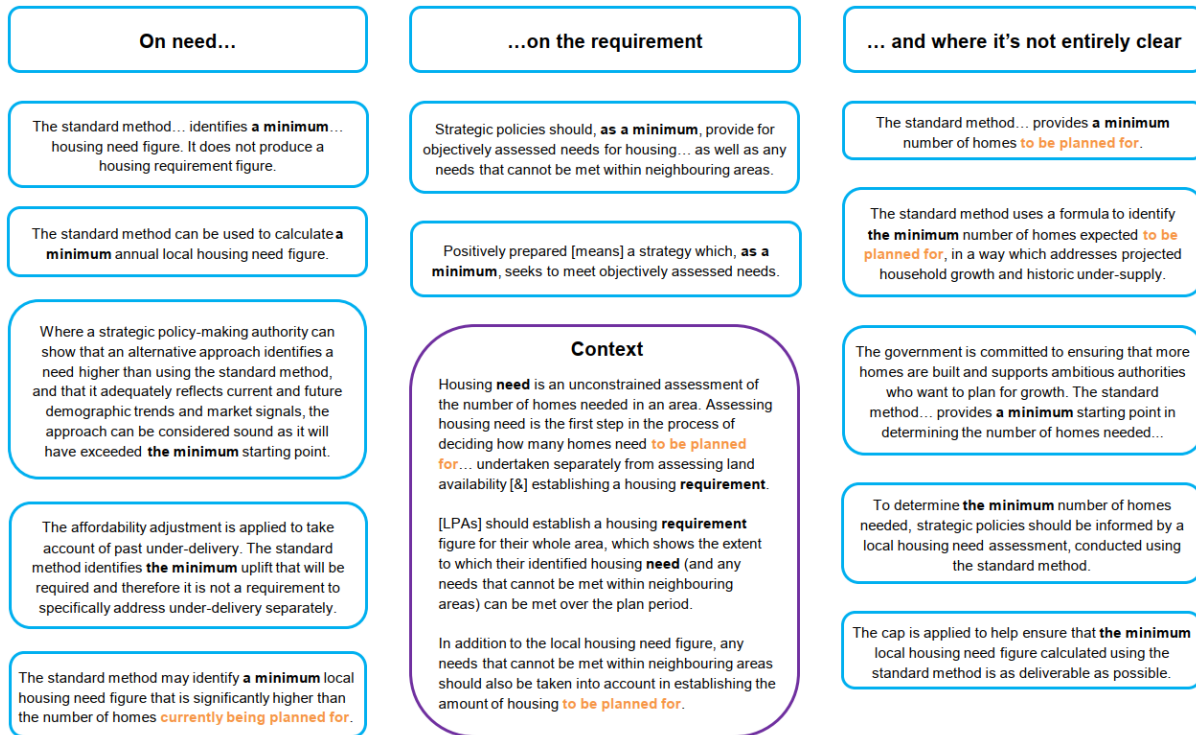 On need…
The standard method… identifies a minimum…
housing need figure. It does not produce a
housing requirement figure.
The standard method can be used to calculate a
minimum annual local housing need figure.
Where a strategic policy-making authority can
show that an alternative approach identifies a
need higher than using the standard method,
and that it adequately reflects current and future
demographic trends and market signals, the
approach can be considered sound as it will
have exceeded the minimum starting point.
The affordability adjustment is applied to take
account of past under-delivery. The standard
method identifies the minimum uplift that will be
required and therefore it is not a requirement to
specifically address under-delivery separately.
The standard method may identify a minimum local
housing need figure that is significantly higher than
the number of homes currently being planned for.
…on the requirement
Strategic policies should, as a minimum, provide for
objectively assessed needs for housing… as well as any
needs that cannot be met within neighbouring areas.
Positively prepared [means] a strategy which, as a
minimum, seeks to meet objectively assessed needs.
Context
Housing need is an unconstrained assessment of
the number of homes needed in an area. Assessing
housing need is the first step in the process of
deciding how many homes need to be planned
for… undertaken separately from assessing land
availability [&] establishing a housing requirement.
[LPAs] should establish a housing requirement
figure for their whole area, which shows the extent
to which their identified housing need (and any
needs that cannot be met within neighbouring
areas) can be met over the plan period.
In addition to the local housing need figure, any
needs that cannot be met within neighbouring areas
should also be taken into account in establishing the
amount of housing to be planned for.
… and where it's not entirely clear
The standard method… provides a minimum
number of homes to be planned for.
The standard method uses a formula to identify
the minimum number of homes expected to be
planned for, in a way which addresses projected
household growth and historic under-supply.
The government is committed to ensuring that more
homes are built and supports ambitious authorities
who want to plan for growth. The standard
method… provides a minimum starting point in
determining the number of homes needed…
To determine the minimum number of homes
needed, strategic policies should be informed by a
local housing need assessment, conducted using
the standard method.
The cap is applied to help ensure that the minimum
local housing need figure calculated using the
standard method is as deliverable as possible.